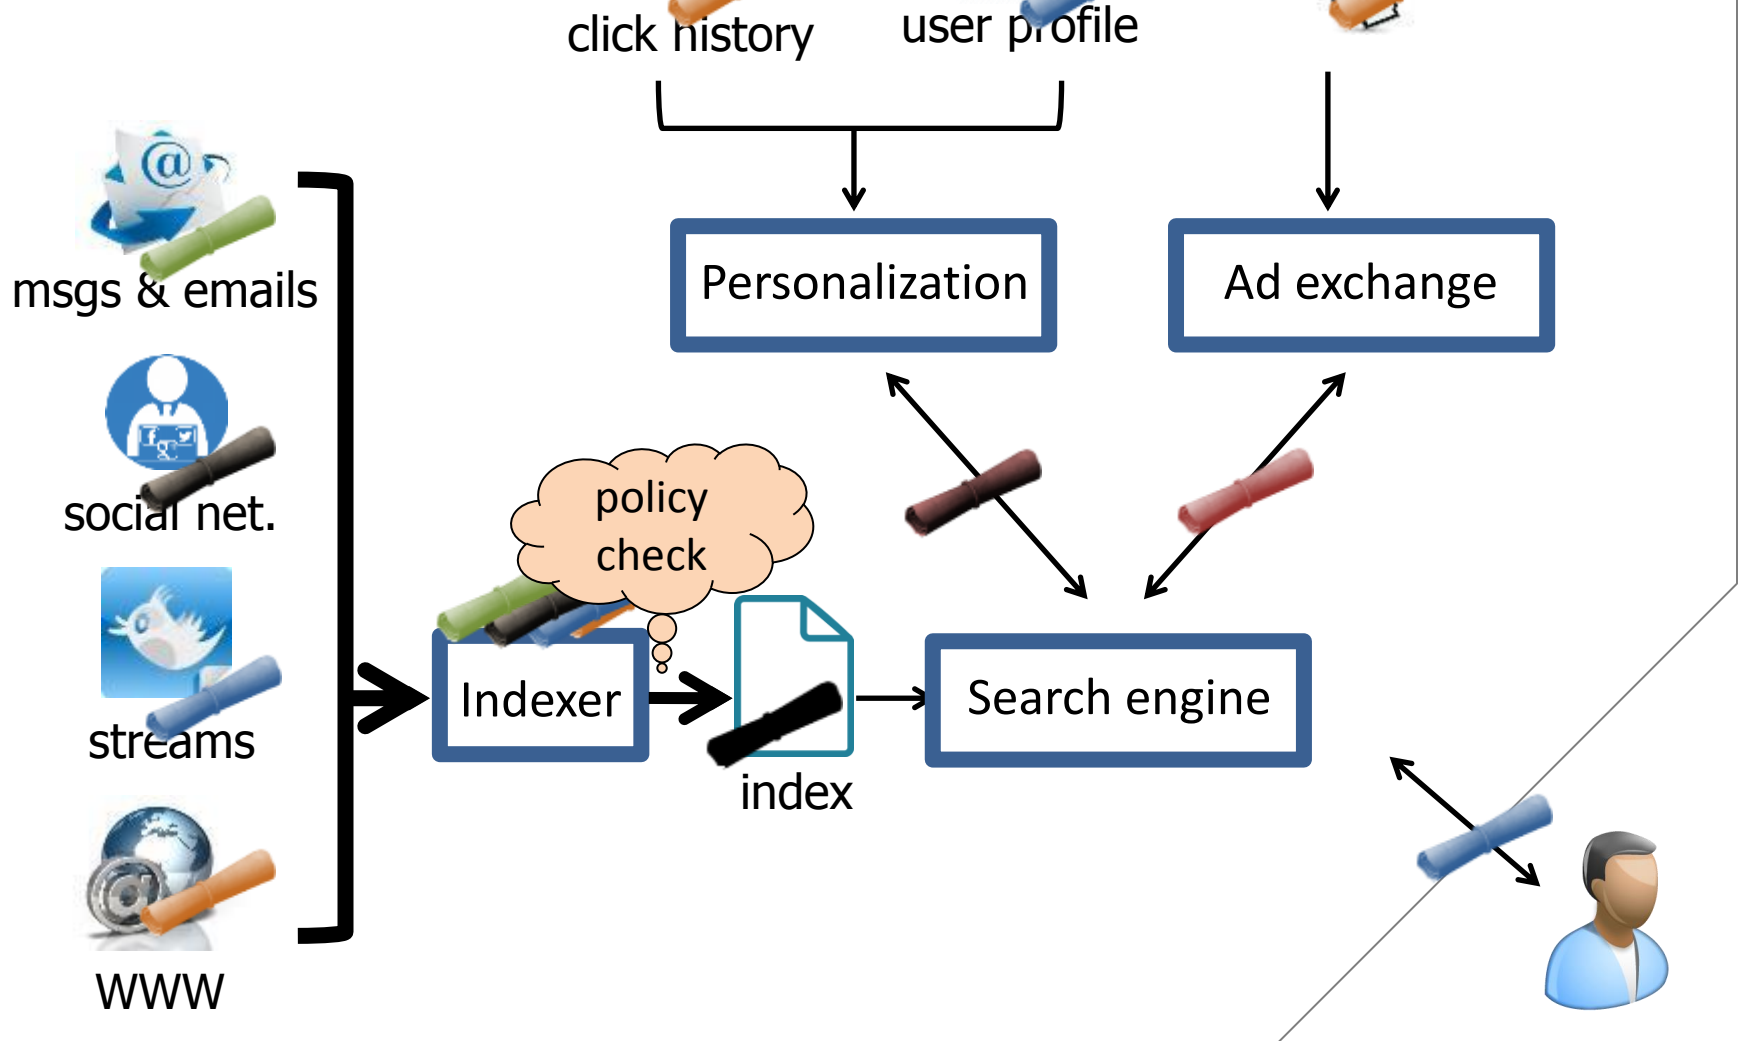 click history
user profile
msgs & emails
Personalization
Ad exchange
social net.
policy
check
streams
Indexer
Search engine
index
WWW